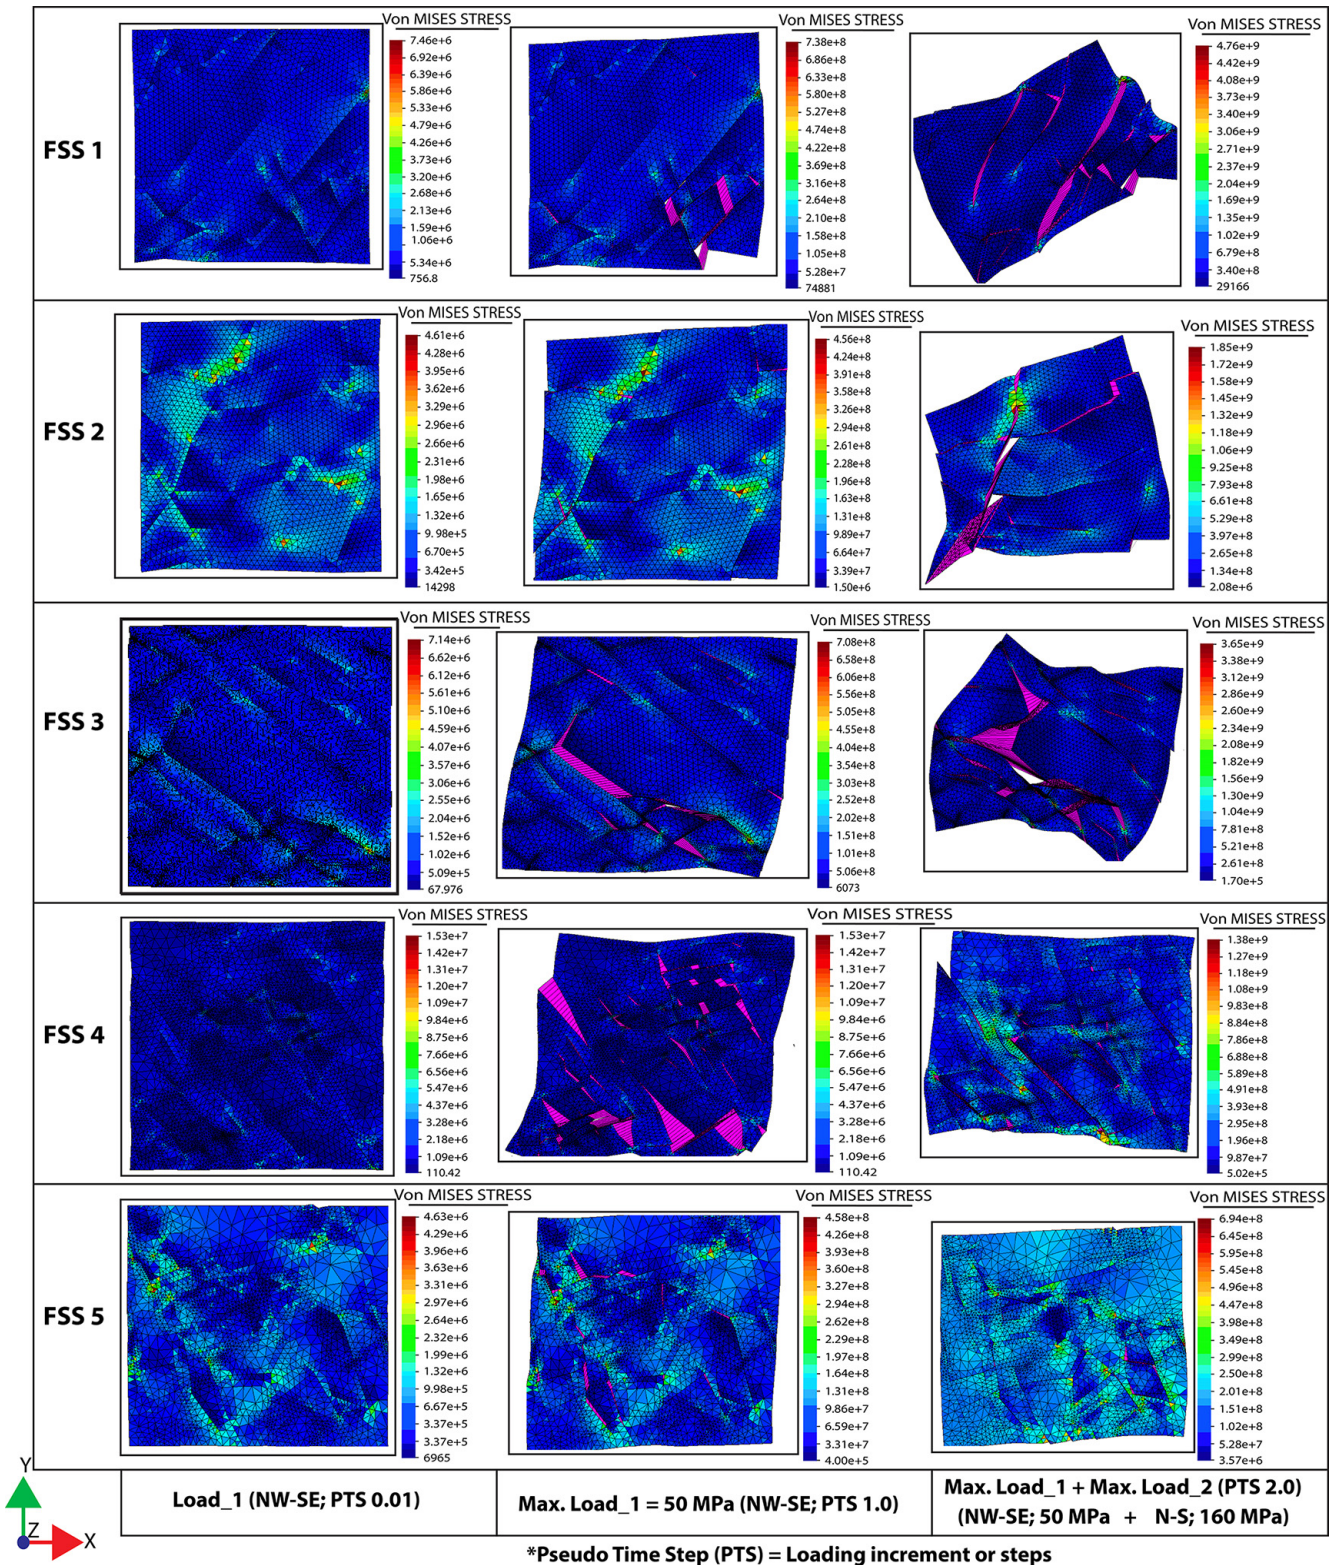 Von MISES STRESS
7.46e+6
6.92e+6
6.39e+6
5.86e+6
5.33e+6
4.79e+6
4.26e+6
3.73e+6
3.20e+6
2.68e+6
2.13e+6
1.59e+6
1.06e+6
5.34e+6
756.8
Von MISES STRESS
7.38e+8
6.86e+8
6.33e+8
5.80e+8
5.27e+8
4.74e+8
4.22e+8
3.69e+8
3.16e+8
2.64e+8
2.10e+8
1.58e+8
1.05e+8
5.28e+7
74881
Von MISES STRESS
4.76e+9
4.42e+9
4.08e+9
3.73e+9
3.40e+9
3.06e+9
2.71e+9
2.37e+9
2.04e+9
1.69e+9
1.35e+9
1.02e+9
6.79e+8
3.40e+8
29166
FSS 1
Von MISES STRESS
4.61e+6
4.28e+6
3.95e+6
3.62e+6
3.29e+6
2.96e+6
2.66e+6
2.31e+6
1.98e+6
1.65e+6
1.32e+6
9.98e+5
6.70e+5
3.42e+5
14298
Von MISES STRESS
4.56e+8
4.24e+8
3.91e+8
3.58e+8
3.26e+8
2.94e+8
2.61e+8
2.28e+8
1.96e+8
1.63e+8
1.31e+8
9.89e+7
6.64e+7
3.39e+7
1.50e+6
Von MISES STRESS
1.85e+9
1.72e+9
1.58e+9
1.45e+9
1.32e+9
1.18e+9
1.06e+9
9.25e+8
7.93e+8
6.61e+8
5.29e+8
3.97e+8
2.65e+8
1.34e+8
2.08e+6
FSS 2
Von MISES STRESS
7.14e+6
6.62e+6
6.12e+6
5.61e+6
5.10e+6
4.59e+6
4.07e+6
3.57e+6
3.06e+6
2.55e+6
2.04e+6
1.52e+6
1.02e+6
5.09e+5
67.976
Von MISES STRESS
7.08e+8
6.58e+8
6.06e+8
5.56e+8
5.05e+8
4.55e+8
4.04e+8
3.54e+8
3.03e+8
2.52e+8
2.02e+8
1.51e+8
1.01e+8
5.06e+8
6073
Von MISES STRESS
3.65e+9
3.38e+9
3.12e+9
2.86e+9
2.60e+9
2.34e+9
2.08e+9
1.82e+9
1.56e+9
1.30e+9
1.04e+9
7.81e+8
5.21e+8
2.61e+8
1.70e+5
FSS 3
Von MISES STRESS
1.53e+7
1.42e+7
1.31e+7
1.20e+7
1.09e+7
9.84e+6
8.75e+6
7.66e+6
6.56e+6
5.47e+6
4.37e+6
3.28e+6
2.18e+6
1.09e+6
110.42
Von MISES STRESS
1.53e+7
1.42e+7
1.31e+7
1.20e+7
1.09e+7
9.84e+6
8.75e+6
7.66e+6
6.56e+6
5.47e+6
4.37e+6
3.28e+6
2.18e+6
1.09e+6
110.42
Von MISES STRESS
1.38e+9
1.27e+9
1.18e+9
1.09e+9
9.83e+8
8.84e+8
7.86e+8
6.88e+8
5.89e+8
4.91e+8
3.93e+8
2.95e+8
1.96e+8
9.87e+7
5.02e+5
FSS 4
Von MISES STRESS
4.63e+6
4.29e+6
3.96e+6
3.63e+6
3.31e+6
2.97e+6
2.64e+6
2.32e+6
1.99e+6
1.32e+6
9.98e+5
6.67e+5
3.37e+5
3.37e+5
6965
Von MISES STRESS
4.58e+8
4.26e+8
3.93e+8
3.60e+8
3.27e+8
2.94e+8
2.62e+8
2.29e+8
1.97e+8
1.64e+8
1.31e+8
9.86e+7
6.59e+7
3.31e+7
4.00e+5
Von MISES STRESS
6.94e+8
6.45e+8
5.95e+8
5.45e+8
4.96e+8
4.47e+8
3.98e+8
3.49e+8
2.99e+8
2.50e+8
2.01e+8
1.51e+8
1.02e+8
5.28e+7
3.57e+6
FSS 5
Y
Z
X
Load_1 (NW-SE; PTS 0.01)
Max. Load_1 = 50 MPa (NW-SE; PTS 1.0)
Max. Load_1 + Max. Load_2 (PTS 2.0)
(NW-SE; 50 MPa + N-S; 160 MPa)
*Pseudo Time Step (PTS) = Loading increment or steps